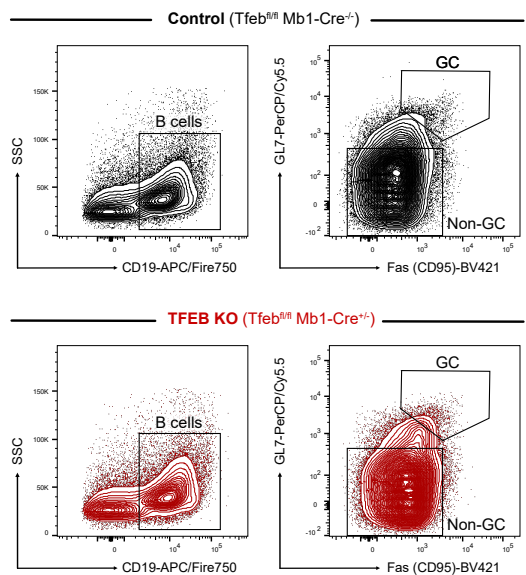 Control (Tfeb^fl/fl Mb1-Cre^-/-)
SSC
150K
100K
50K
0
B cells
0
10^4
10^5
CD19-APC/Fire750
GL7-PerCP/Cy5.5
10^5
10^4
10^3
10^2
-10^2
GC
Non-GC
0
10^3
10^4
10^5
Fas (CD95)-BV421
TFEB KO (Tfeb^fl/fl Mb1-Cre^+/-)
SSC
150K
100K
50K
0
B cells
0
10^4
10^5
CD19-APC/Fire750
GL7-PerCP/Cy5.5
10^5
10^4
10^3
10^2
0
-10^2
GC
Non-GC
0
10^3
10^4
10^5
Fas (CD95)-BV421